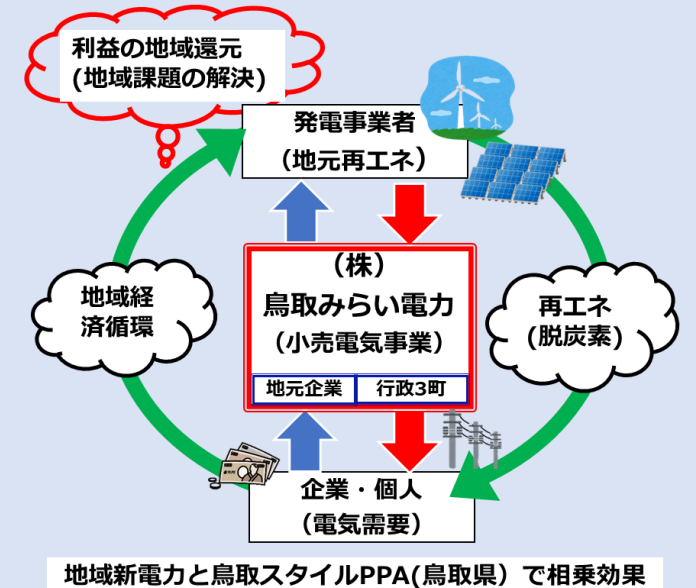 利益の地域還元
(地域課題の解決)
発電事業者
（地元再エネ）
（株）
鳥取みらい電力
（小売電気事業）
地元企業
行政3町
地域経
済循環
再エネ
(脱炭素)
企業・個人
（電気需要）
地域新電力と鳥取スタイルPPA(鳥取県）で相乗効果